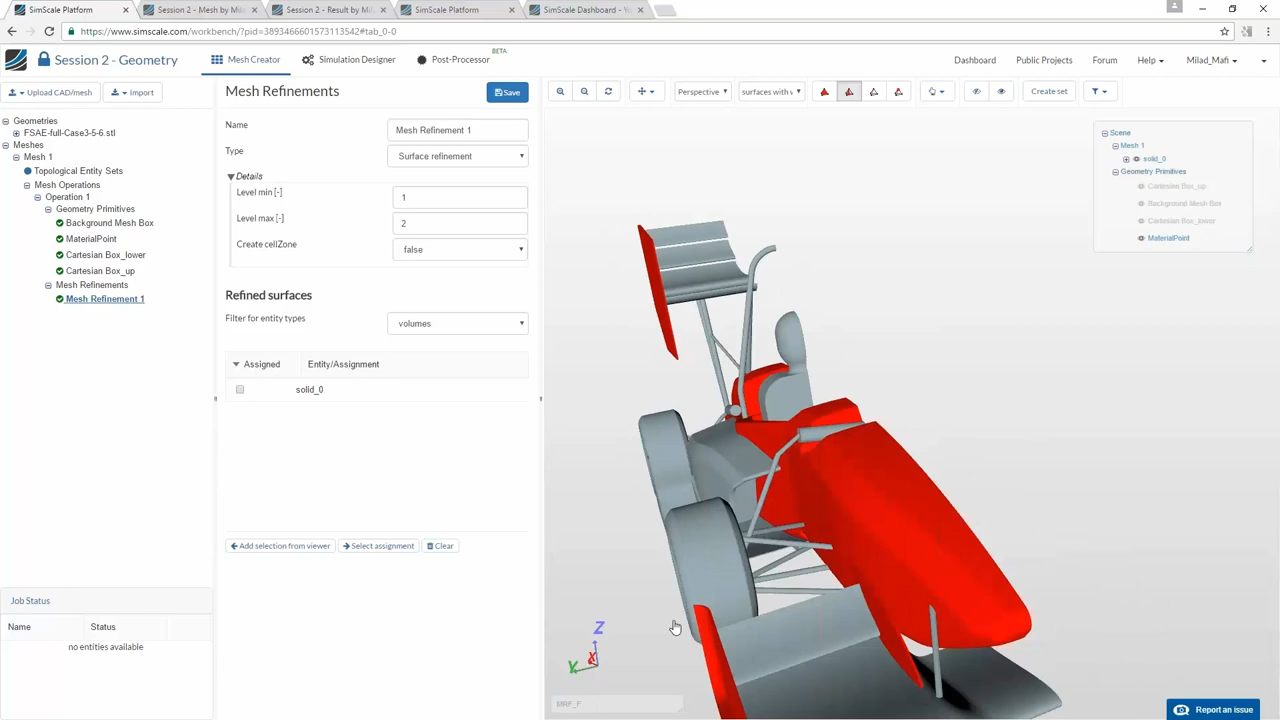 SimScale Platform
Session 2 - Mesh by Mil
Session 2 - Result by Mil
SimScale Platform
SimScale Dashboard - Yo
https://www.simscale.com/workbench/?pid=3893466601573113542#tab_0-0
Session 2 - Geometry
Mesh Creator
Simulation Designer
Post-Processor
BETA
Dashboard
Public Projects
Forum
Help
Milad_Mafi
Upload CAD/mesh
Import
Geometries
FSAE-full-Case3-5-6.stl
Meshes
Mesh 1
Topological Entity Sets
Mesh Operations
Operation 1
Geometry Primitives
Background Mesh Box
MaterialPoint
Cartesian Box_lower
Cartesian Box_up
Mesh Refinements
Mesh Refinement 1
Job Status
Name Status
no entities available
Mesh Refinements
Save
Name Mesh Refinement 1
Type Surface refinement
Details
Level min [-] 1
Level max [-] 2
Create cellZone false
Refined surfaces
Filter for entity types volumes
Assigned Entity/Assignment
solid_0
Add selection from viewer Select assignment Clear
Perspective
surfaces with
Create set
Scene
Mesh 1
solid_0
Geometry Primitives
Cartesian Box_up
Background Mesh Box
Cartesian Box_lower
MaterialPoint
Z
Y
X
MRF_F
Report an issue